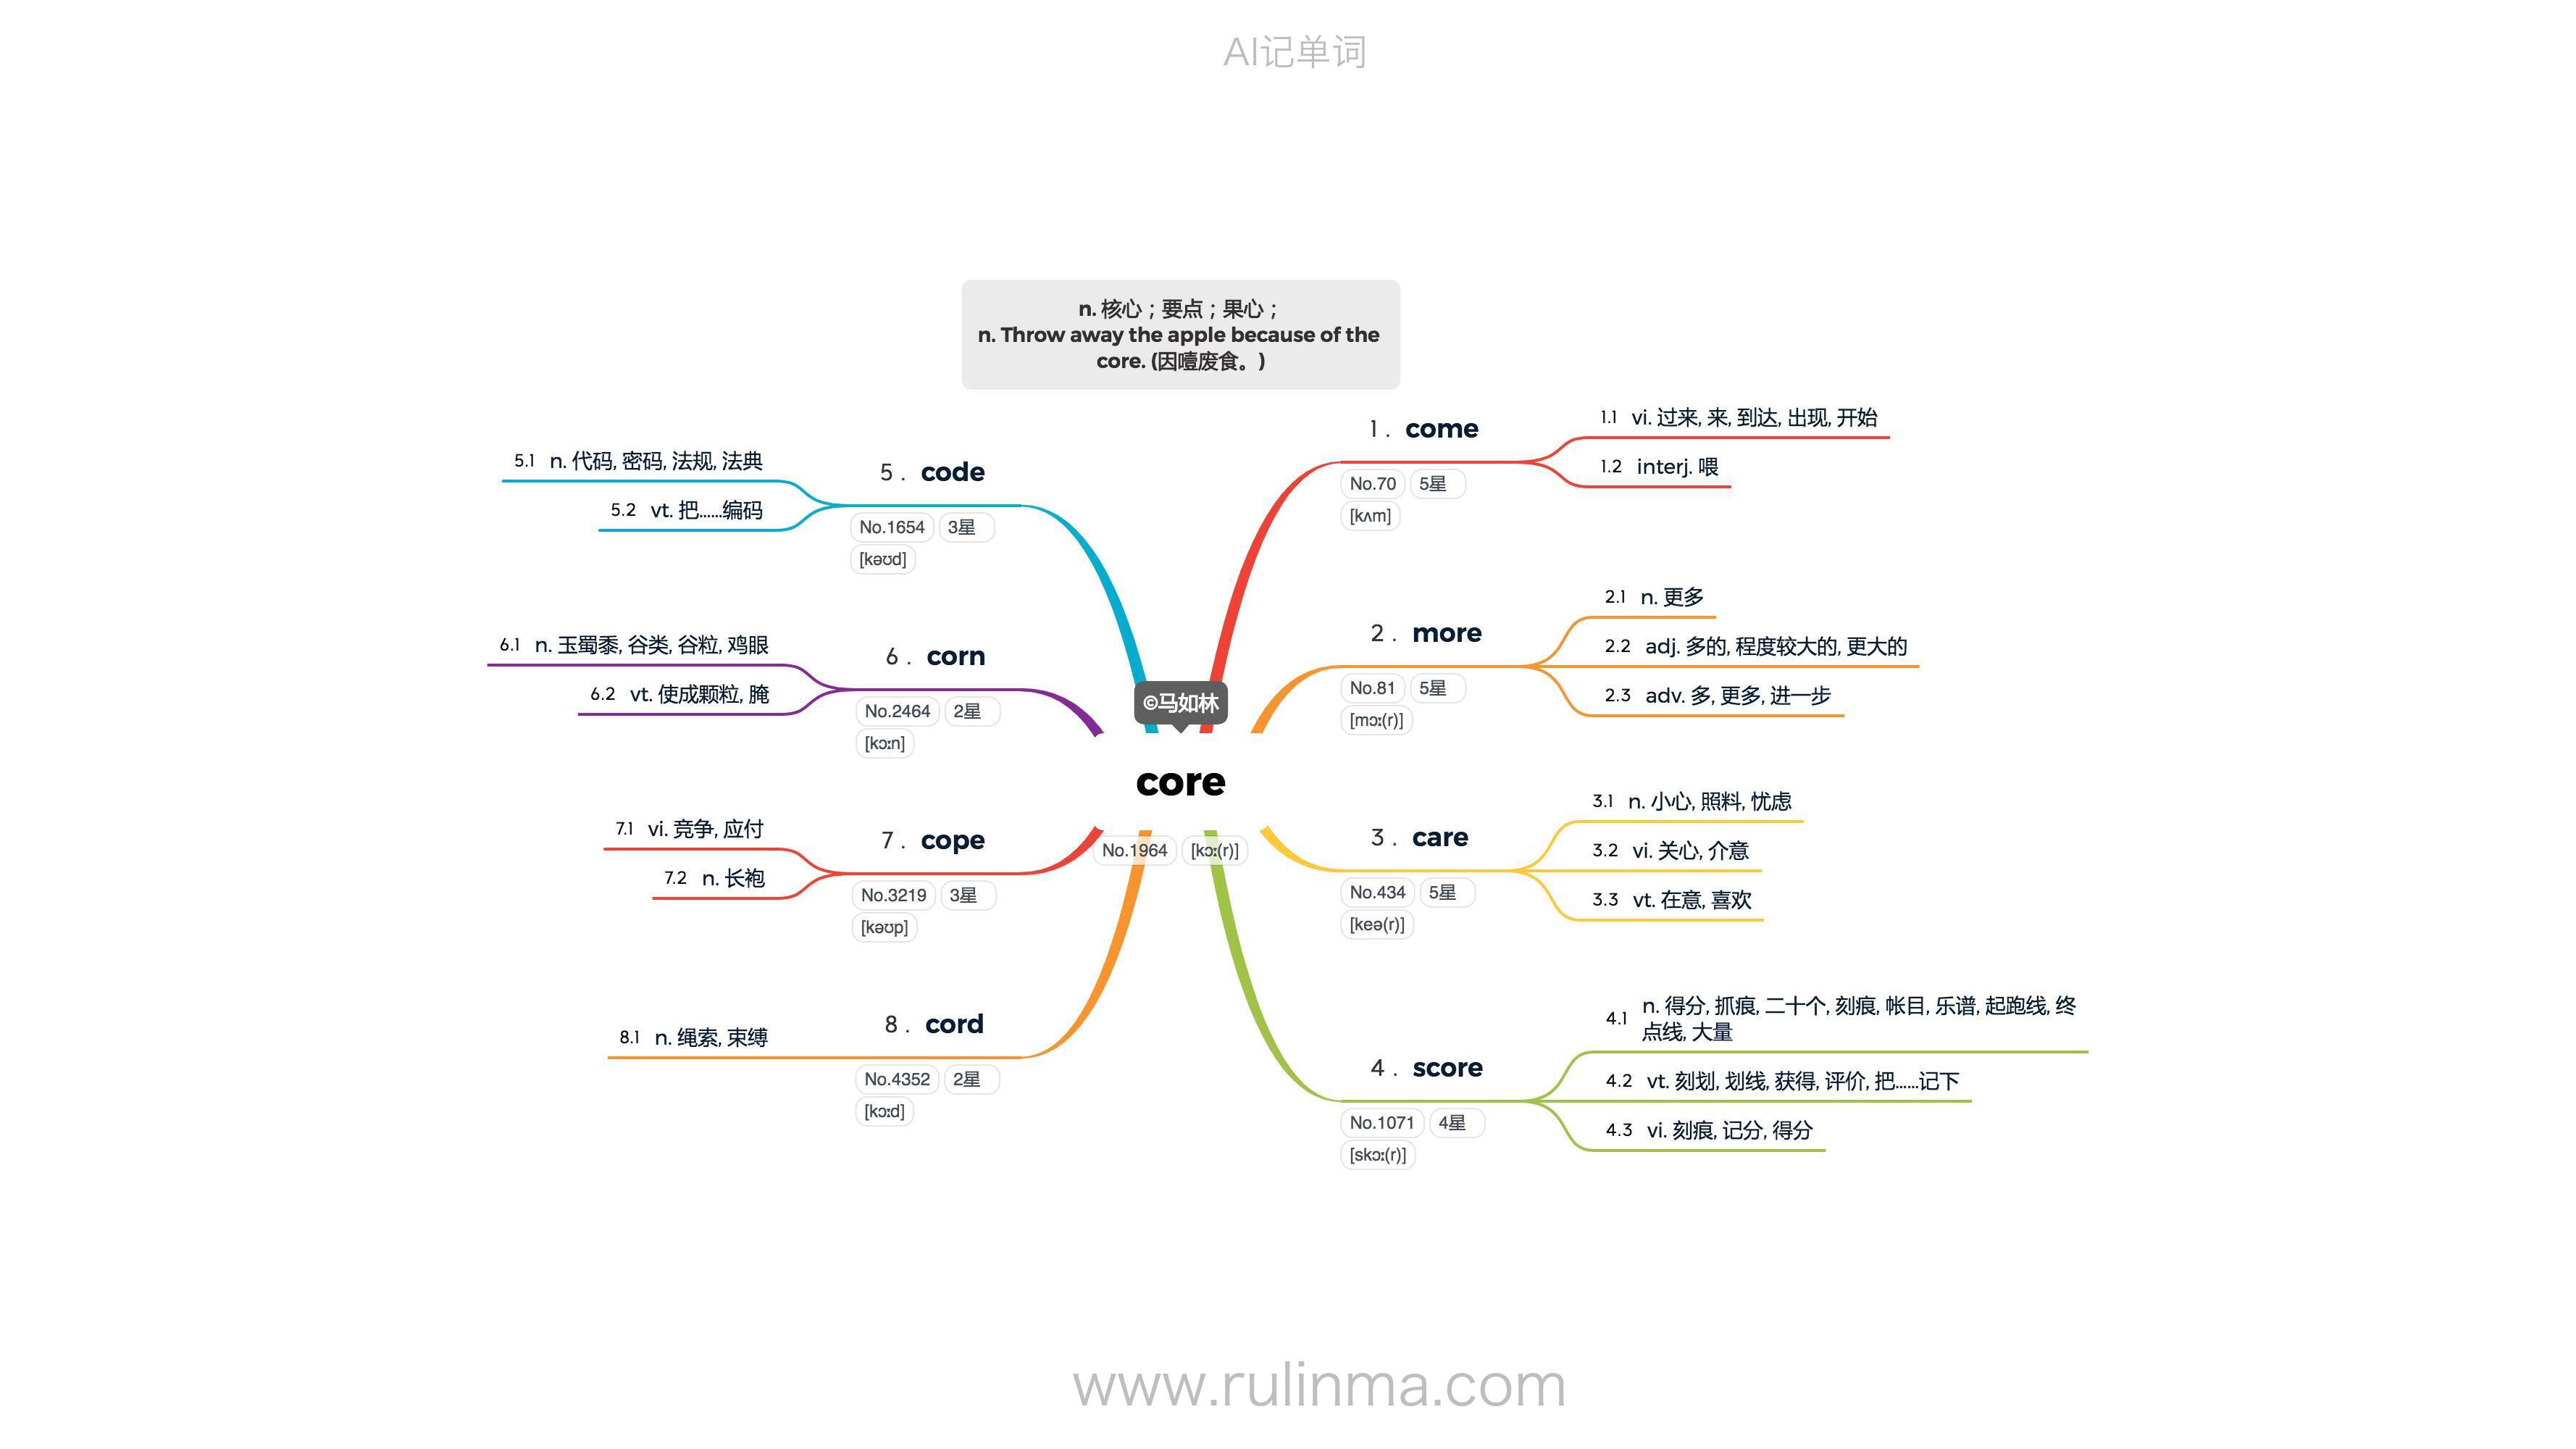 AI记单词
n. 核心；要点；果心；
n. Throw away the apple because of the
core. (因噎废食。)
©马如林
core
No.1964 [kɔː(r)]
1 . come
No.70 5星
[kʌm]
1.1 vi. 过来, 来, 到达, 出现, 开始
1.2 interj. 喂
2 . more
No.81 5星
[mɔː(r)]
2.1 n. 更多
2.2 adj. 多的, 程度较大的, 更大的
2.3 adv. 多, 更多, 进一步
3 . care
No.434 5星
[keə(r)]
3.1 n. 小心, 照料, 忧虑
3.2 vi. 关心, 介意
3.3 vt. 在意, 喜欢
4 . score
No.1071 4星
[skɔː(r)]
4.1 n. 得分, 抓痕, 二十个, 刻痕, 帐目, 乐谱, 起跑线, 终
点线, 大量
4.2 vt. 刻划, 划线, 获得, 评价, 把……记下
4.3 vi. 刻痕, 记分, 得分
5 . code
No.1654 3星
[kəʊd]
5.1 n. 代码, 密码, 法规, 法典
5.2 vt. 把……编码
6 . corn
No.2464 2星
[kɔːn]
6.1 n. 玉蜀黍, 谷类, 谷粒, 鸡眼
6.2 vt. 使成颗粒, 腌
7 . cope
No.3219 3星
[kəʊp]
7.1 vi. 竞争, 应付
7.2 n. 长袍
8 . cord
No.4352 2星
[kɔːd]
8.1 n. 绳索, 束缚
www.rulinma.com